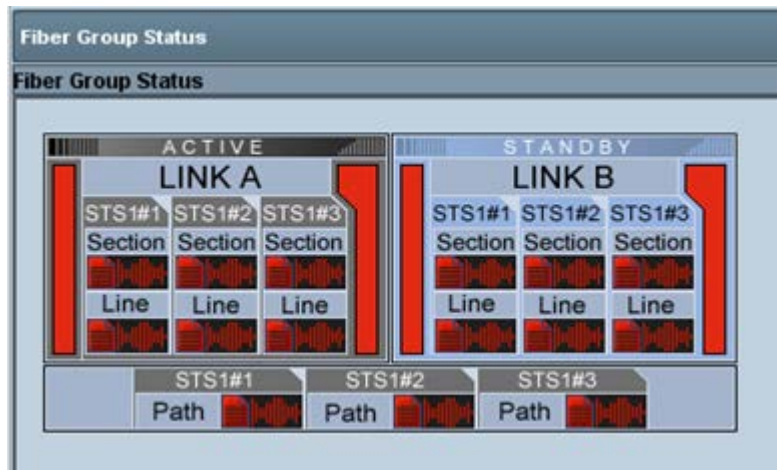 Fiber Group Status
Fiber Group Status
ACTIVE
LINK A
STS1#1 STS1#2 STS1#3
Section Section Section
Line Line Line
STANDBY
LINK B
STS1#1 STS1#2 STS1#3
Section Section Section
Line Line Line
STS1#1 STS1#2 STS1#3
Path Path Path